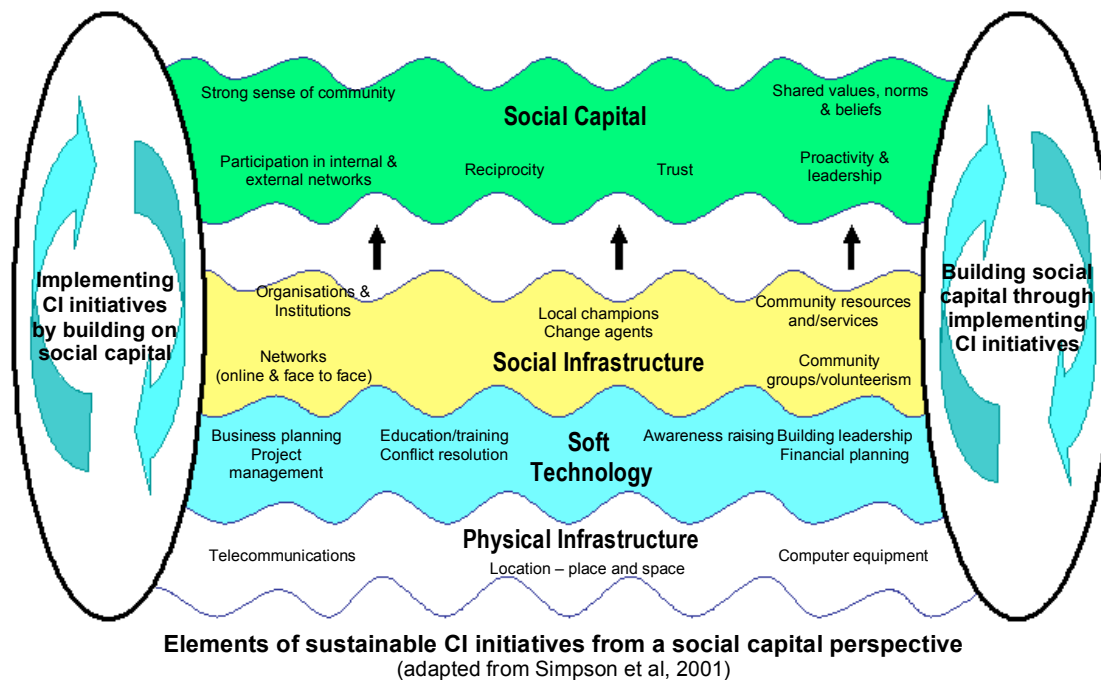 Strong sense of community
Shared values, norms
& beliefs
Social Capital
Participation in internal &
external networks
Reciprocity
Trust
Proactivity &
leadership
Implementing
CI initiatives
by building on
social capital
Building social
capital through
implementing
CI initiatives
Organisations &
Institutions
Local champions
Change agents
Community resources
and/services
Networks
(online & face to face)
Social Infrastructure
Community
groups/volunteerism
Business planning
Project
management
Education/training
Conflict resolution
Soft
Technology
Awareness raising
Building leadership
Financial planning
Physical Infrastructure
Telecommunications
Location – place and space
Computer equipment
Elements of sustainable CI initiatives from a social capital perspective
(adapted from Simpson et al, 2001)